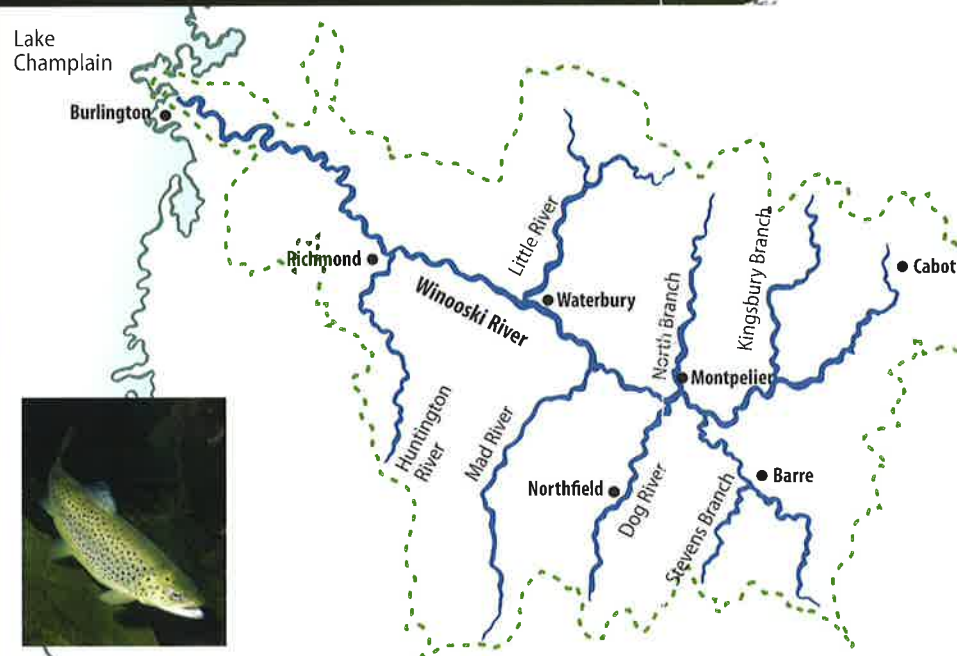 Lake
Champlain
Burlington
Richmond
Winooski River
Little River
Waterbury
North Branch
Kingsbury Branch
Cabot
Montpelier
Huntington
River
Mad River
Northfield
Dog River
Stevens Branch
Barre